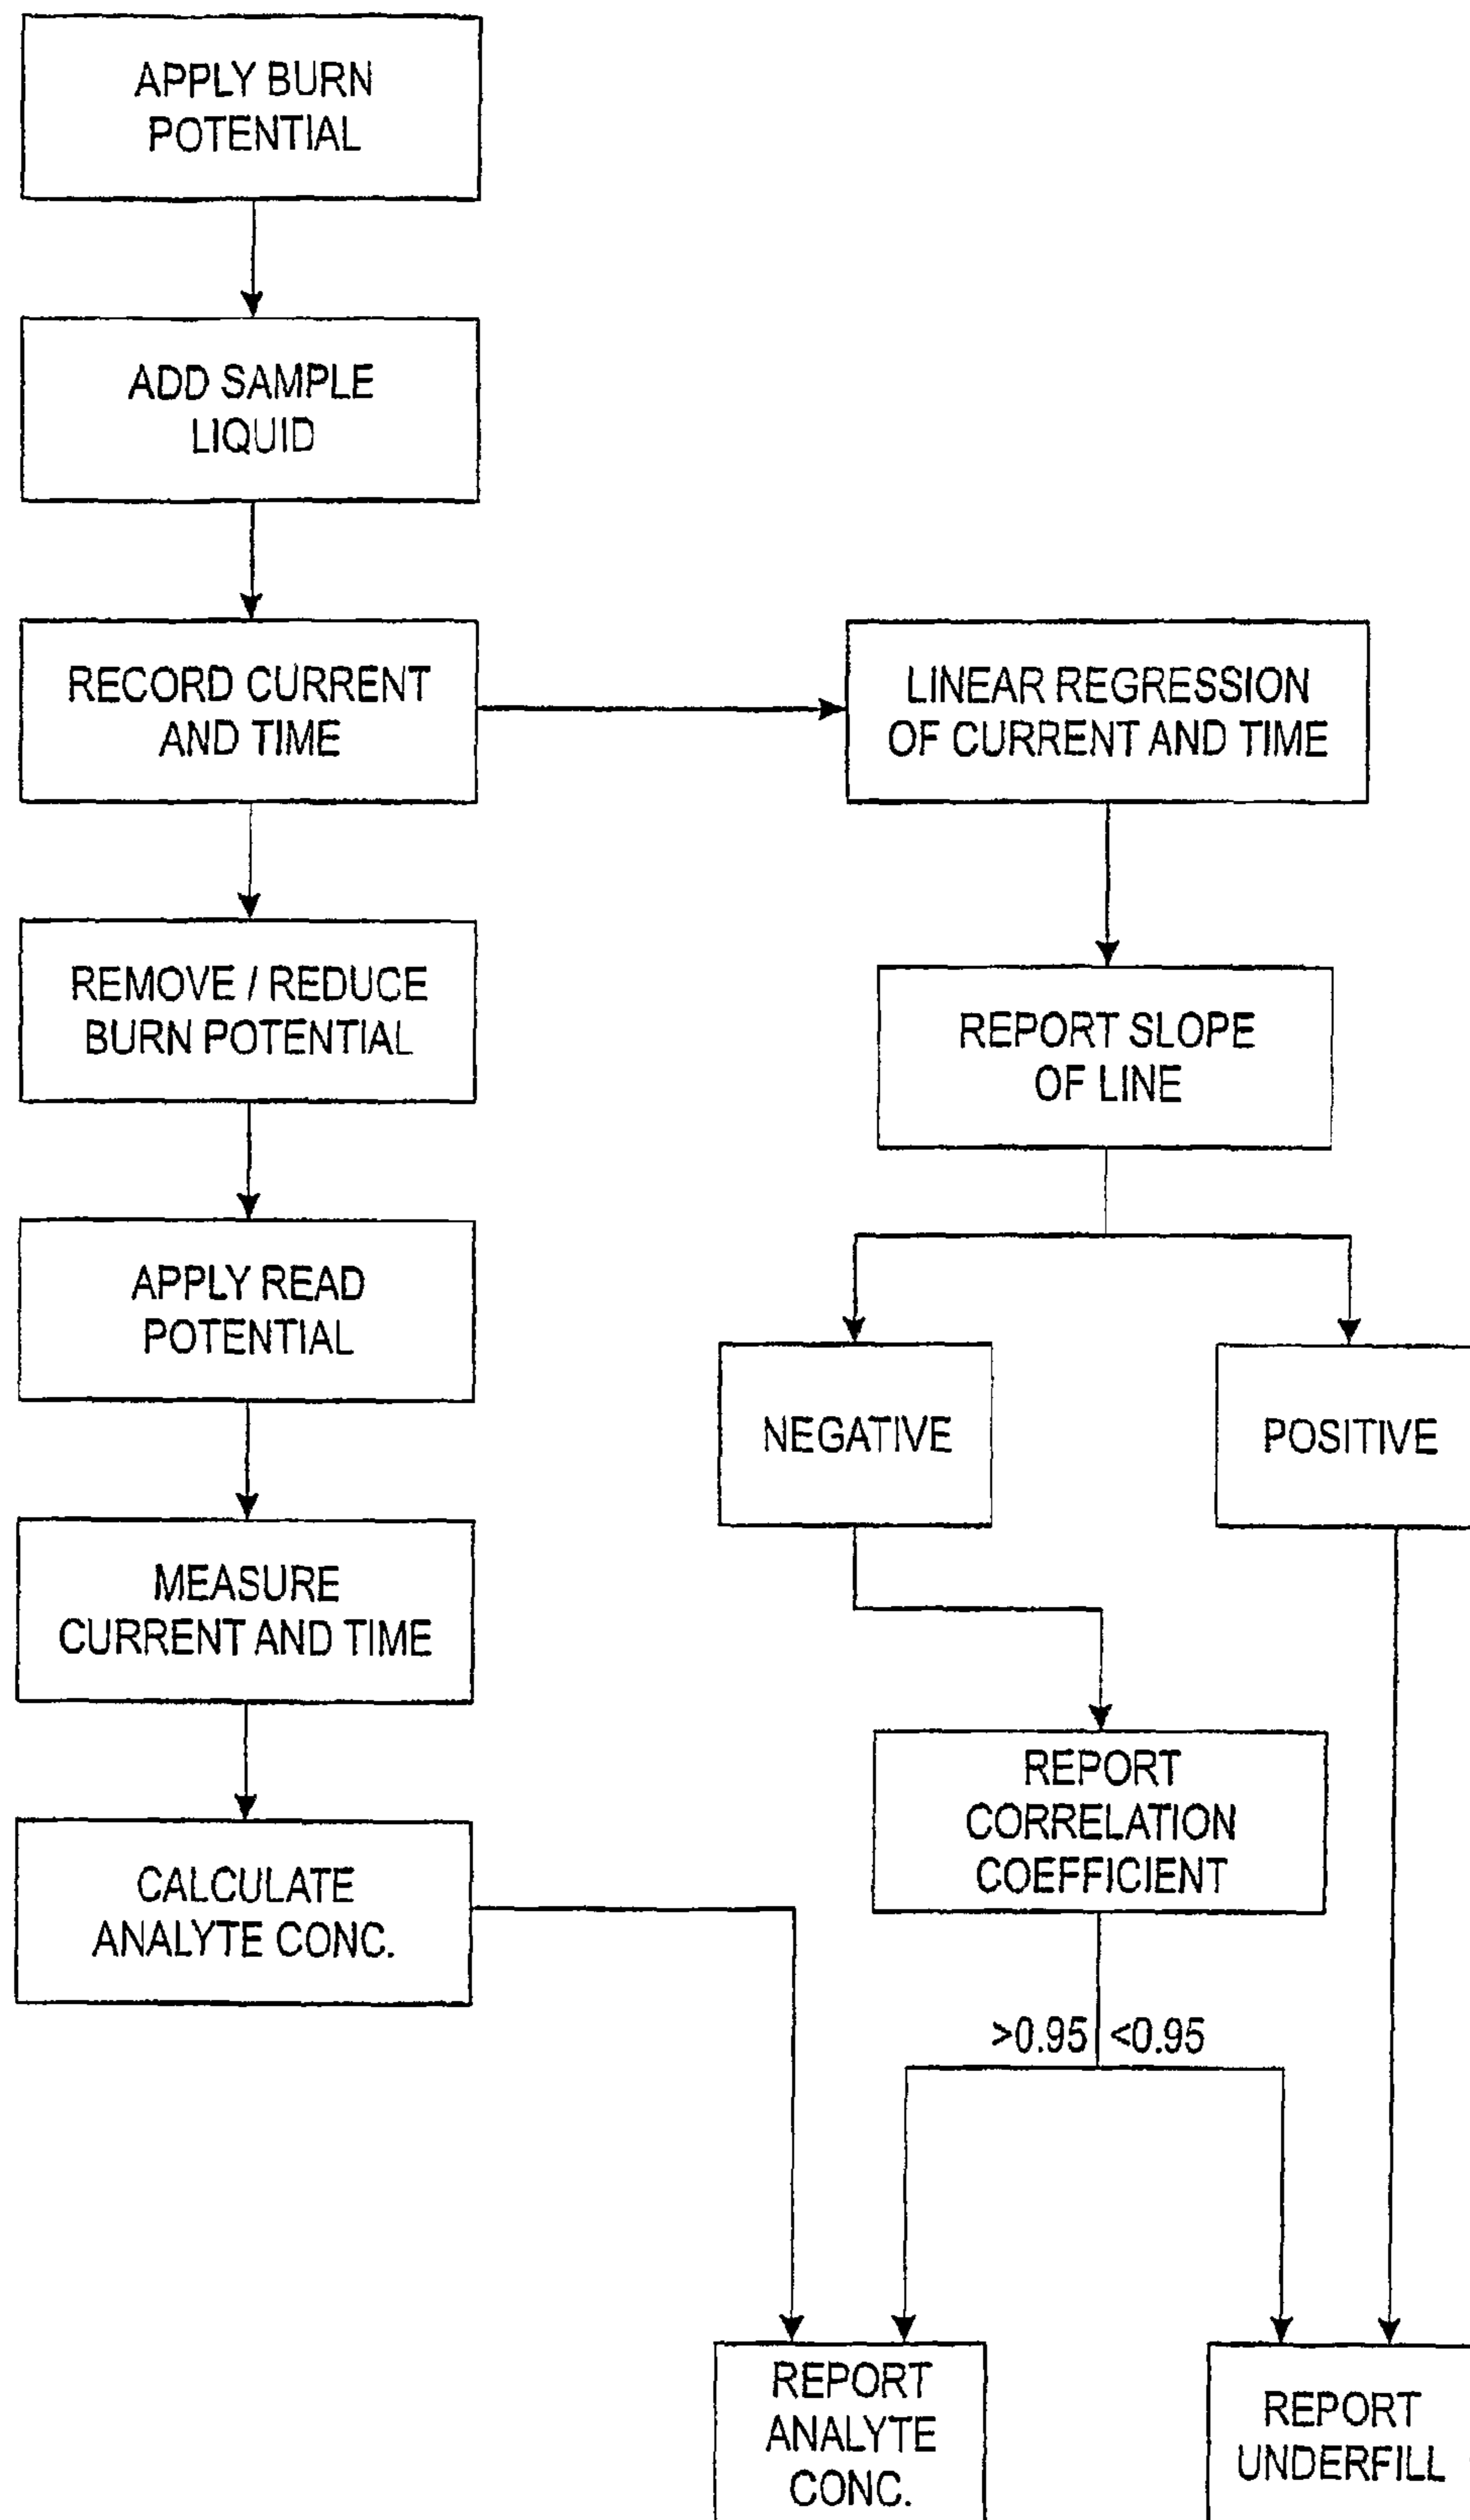 APPLY BURN
POTENTIAL
ADD SAMPLE
LIQUID
RECORD CURRENT
AND TIME
LINEAR REGRESSION
OF CURRENT AND TIME
REMOVE / REDUCE
BURN POTENTIAL
REPORT SLOPE
OF LINE
APPLY READ
POTENTIAL
NEGATIVE
POSITIVE
MEASURE
CURRENT AND TIME
REPORT
CORRELATION
COEFFICIENT
CALCULATE
ANALYTE CONC.
>0.95 <0.95
REPORT
ANALYTE
CONC.
REPORT
UNDERFILL